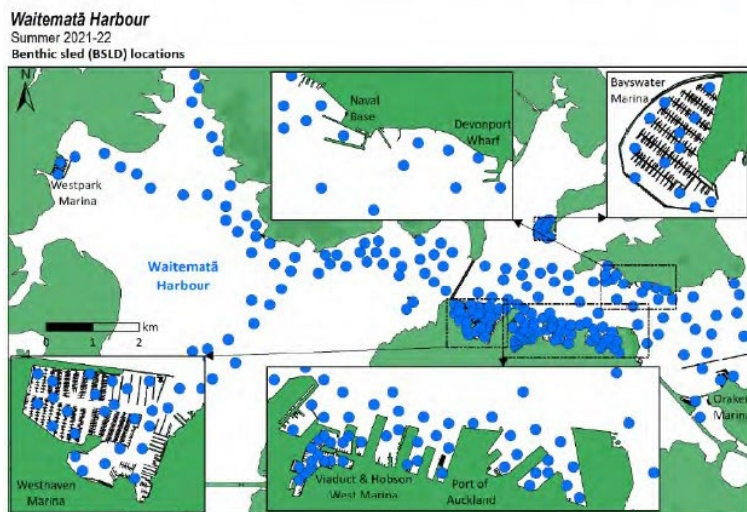 Waitematā Harbour
Summer 2021-22
Benthic sled (BSLD) locations
N
Naval
Base
Devonport
Wharf
Bayswater
Marina
Westpark
Marina
Waitematā
Harbour
0 1 2 km
Westhaven
Marina
Viaduct & Hobson
West Marina
Port of
Auckland
Orakei
Marina